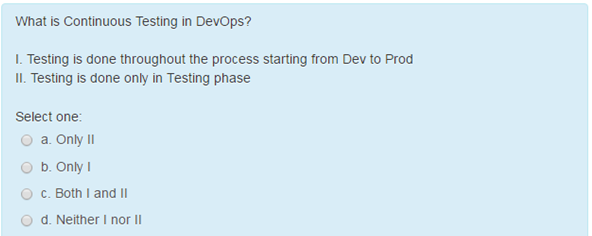 What is Continuous Testing in DevOps?
I. Testing is done throughout the process starting from Dev to Prod
II. Testing is done only in Testing phase
Select one:
a. Only II
b. Only I
c. Both I and II
d. Neither I nor II